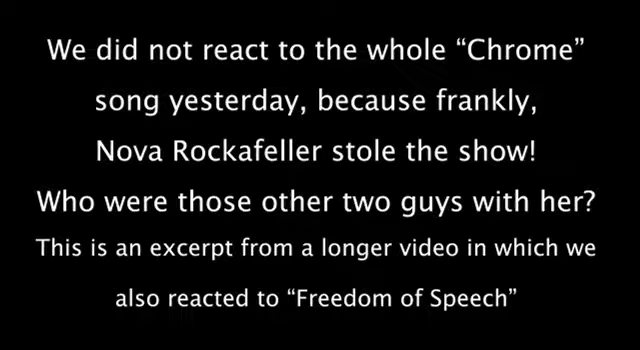 We did not react to the whole “Chrome”
song yesterday, because frankly,
Nova Rockafeller stole the show!
Who were those other two guys with her?
This is an excerpt from a longer video in which we
also reacted to “Freedom of Speech”